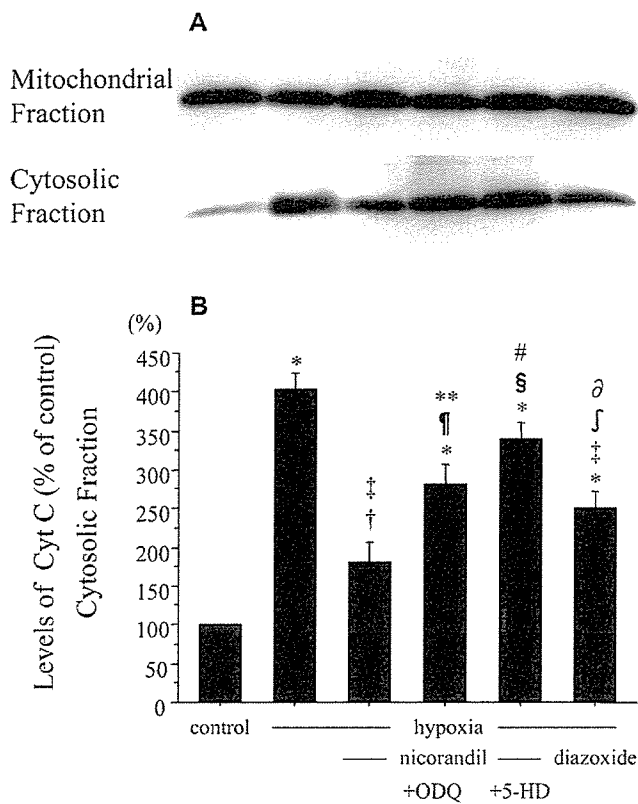 A
Mitochondrial
Fraction
Cytosolic
Fraction
B
(%)
Levels of Cyt C (% of control)
Cytosolic Fraction
450
400
350
300
250
200
150
100
50
0
*
‡
†
**
¶
*
#
§
*
∂
∫
‡
*
control
hypoxia
nicorandil
diazoxide
+ODQ
+5-HD